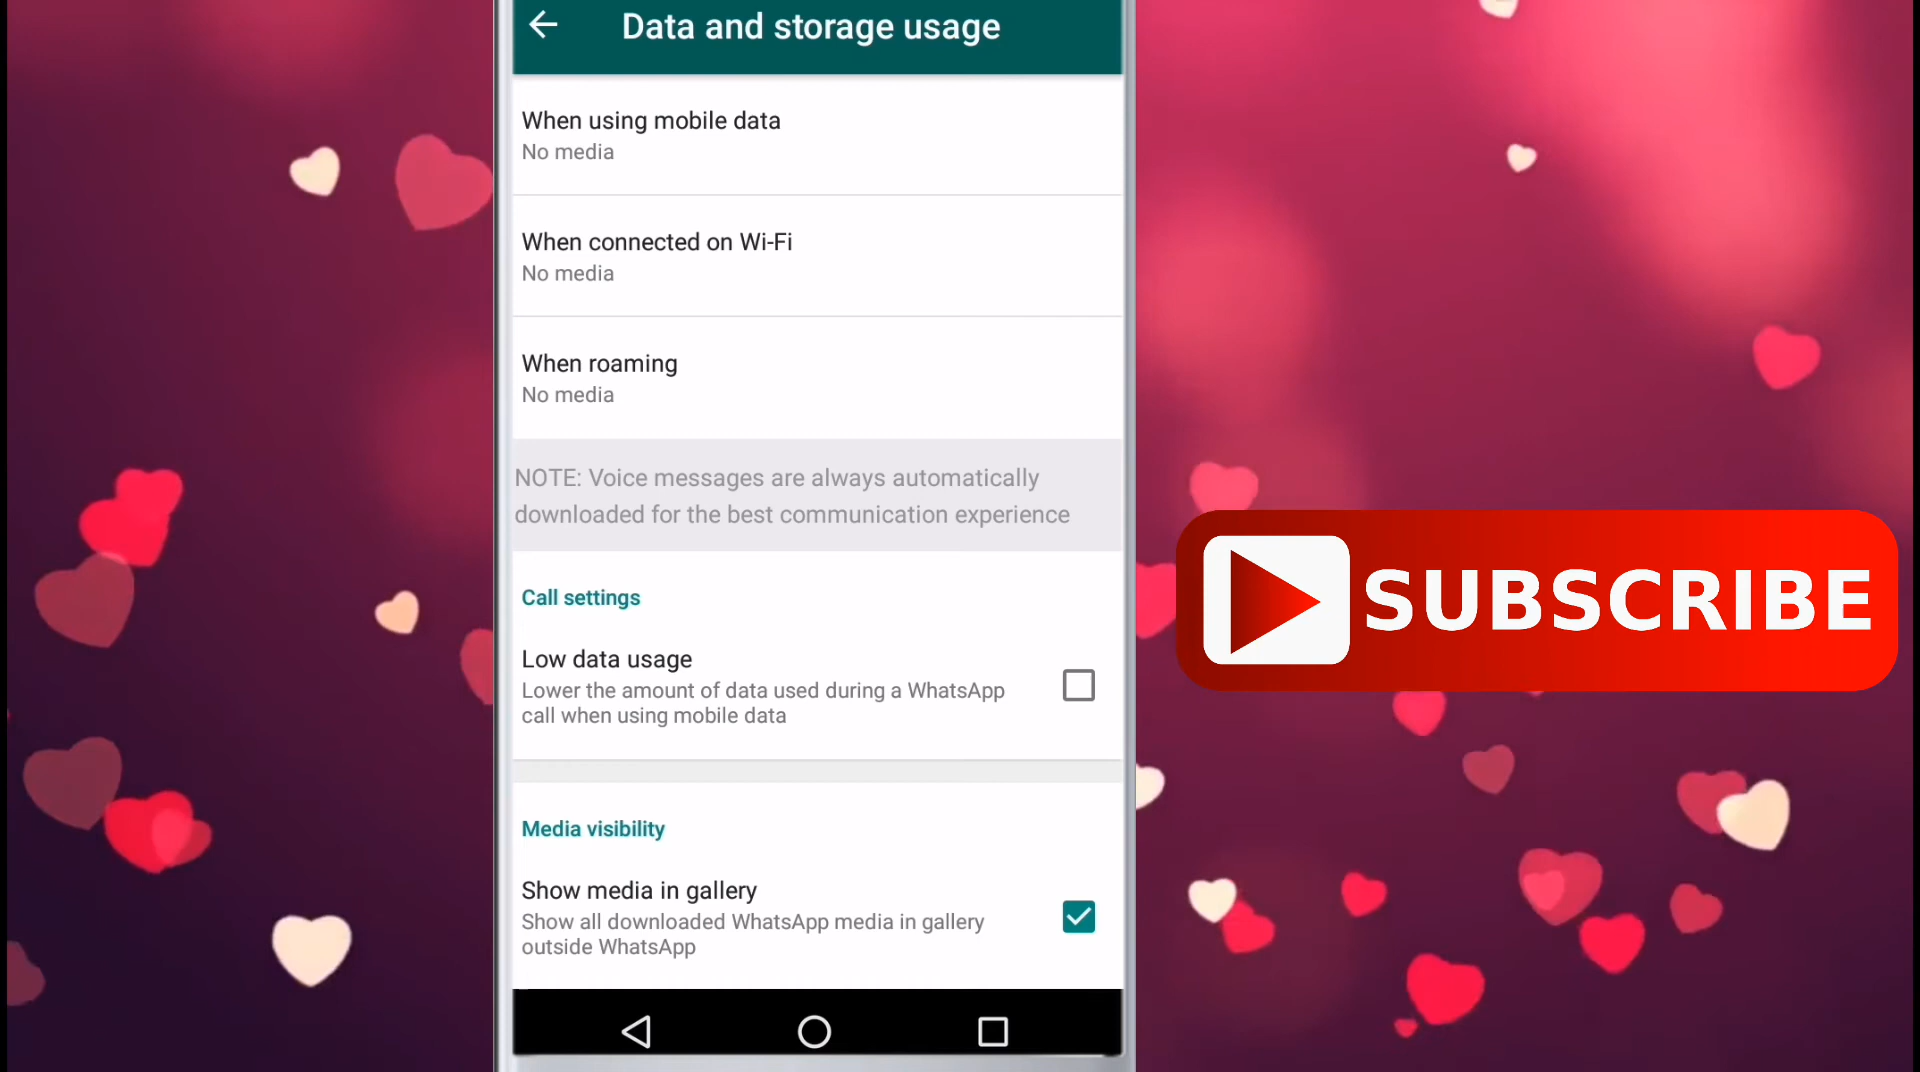 Data and storage usage
When using mobile data
No media
When connected on Wi-Fi
No media
When roaming
No media
NOTE: Voice messages are always automatically
downloaded for the best communication experience
Call settings
Low data usage
Lower the amount of data used during a WhatsApp
call when using mobile data
Media visibility
Show media in gallery
Show all downloaded WhatsApp media in gallery
outside WhatsApp
SUBSCRIBE